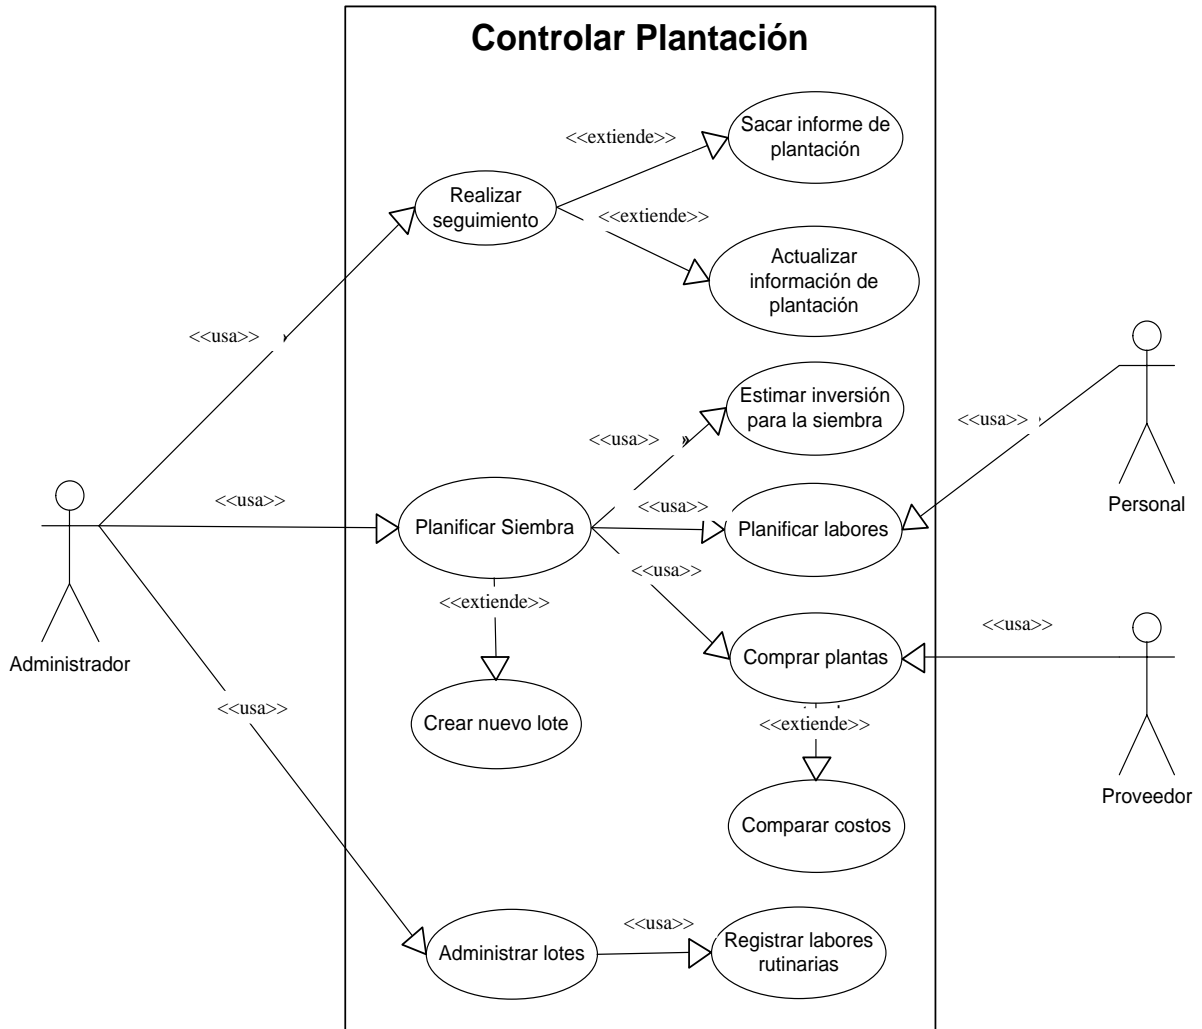 Controlar Plantación
Sacar informe de
plantación
<<extiende>>
Realizar
seguimiento
<<extiende>>
Actualizar
información de
plantación
<<usa>>
Estimar inversión
para la siembra
<<usa>>
<<usa>>
Personal
<<usa>>
Planificar Siembra
<<usa>>
Planificar labores
<<usa>>
<<extiende>>
<<usa>>
Administrador
Comprar plantas
Proveedor
<<usa>>
Crear nuevo lote
<<extiende>>
Comparar costos
Administrar lotes
<<usa>>
Registrar labores
rutinarias